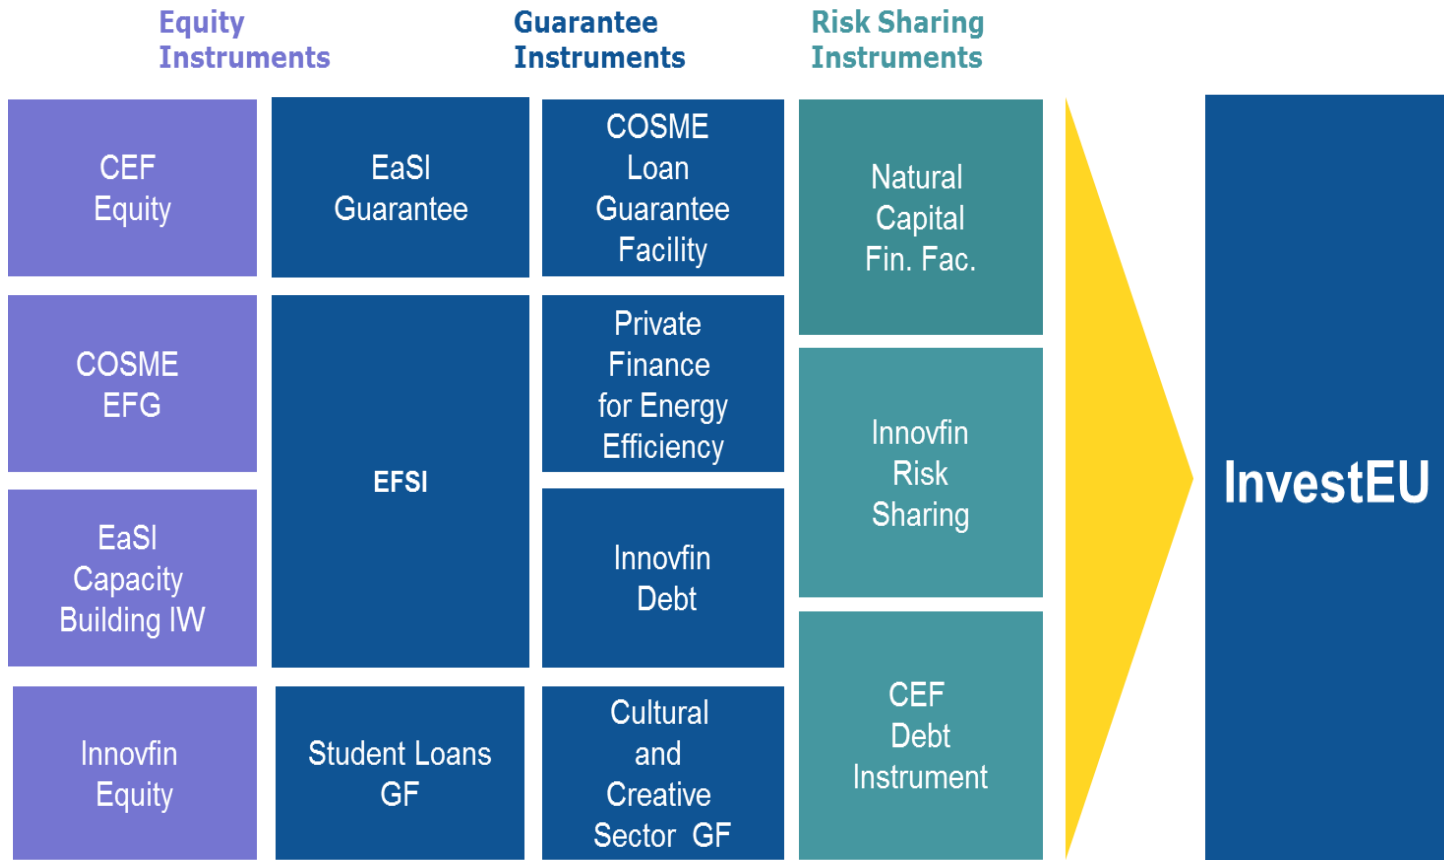 Equity
Instruments
Guarantee
Instruments
Risk Sharing
Instruments
CEF
Equity
COSME
EFG
EaSI
Capacity
Building IW
Innovfin
Equity
EaSI
Guarantee
EFSI
Student Loans
GF
COSME
Loan
Guarantee
Facility
Private
Finance
for Energy
Efficiency
Innovfin
Debt
Cultural
and
Creative
Sector GF
Natural
Capital
Fin. Fac.
Innovfin
Risk
Sharing
CEF
Debt
Instrument
InvestEU